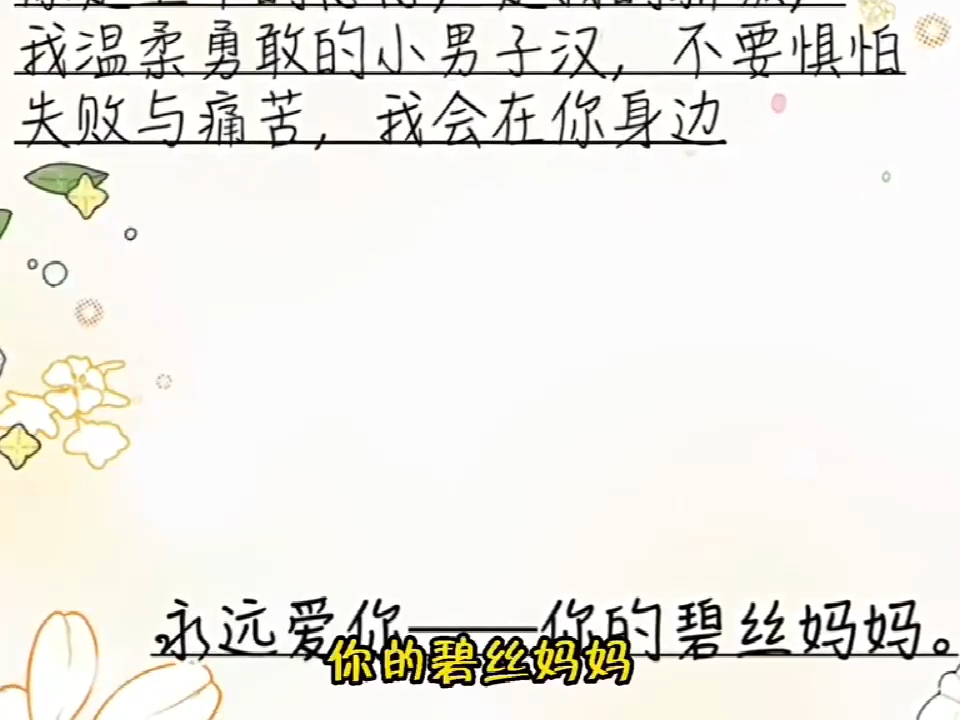 我温柔勇敢的小男子汉，不要惧怕
失败与痛苦，我会在你身边
永远爱你——你的碧丝妈妈。
你的碧丝妈妈